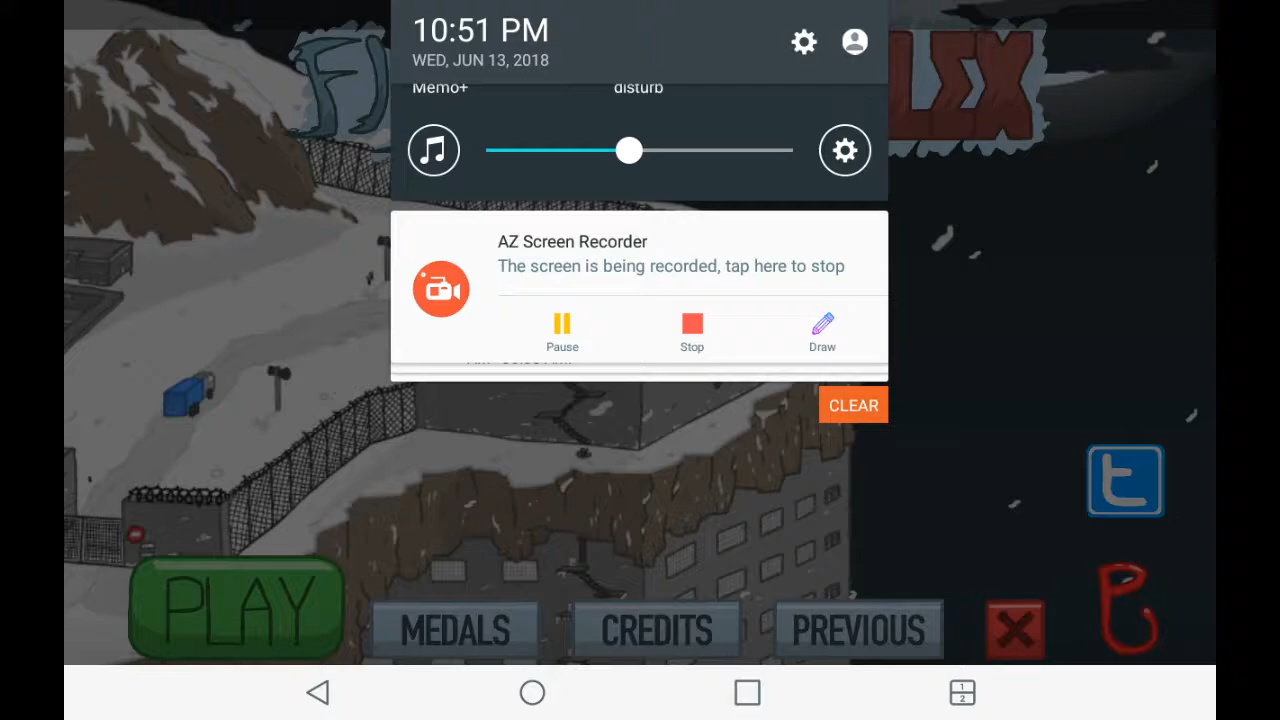 10:51 PM
WED, JUN 13, 2018
Memo+ disturb
AZ Screen Recorder
The screen is being recorded, tap here to stop
Pause Stop Draw
CLEAR
PLAY MEDALS CREDITS PREVIOUS